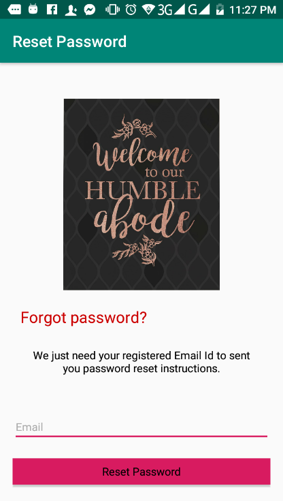 3G G 11:27 PM
Reset Password
Welcome
to our
HUMBLE
abode
Forgot password?
We just need your registered Email Id to sent
you password reset instructions.
Email
Reset Password